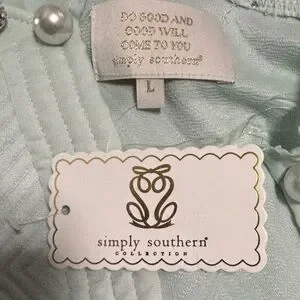 DO GOOD AND
GOOD WILL
COME TO YOU
simply southern®
L
simply southern®
COLLECTION